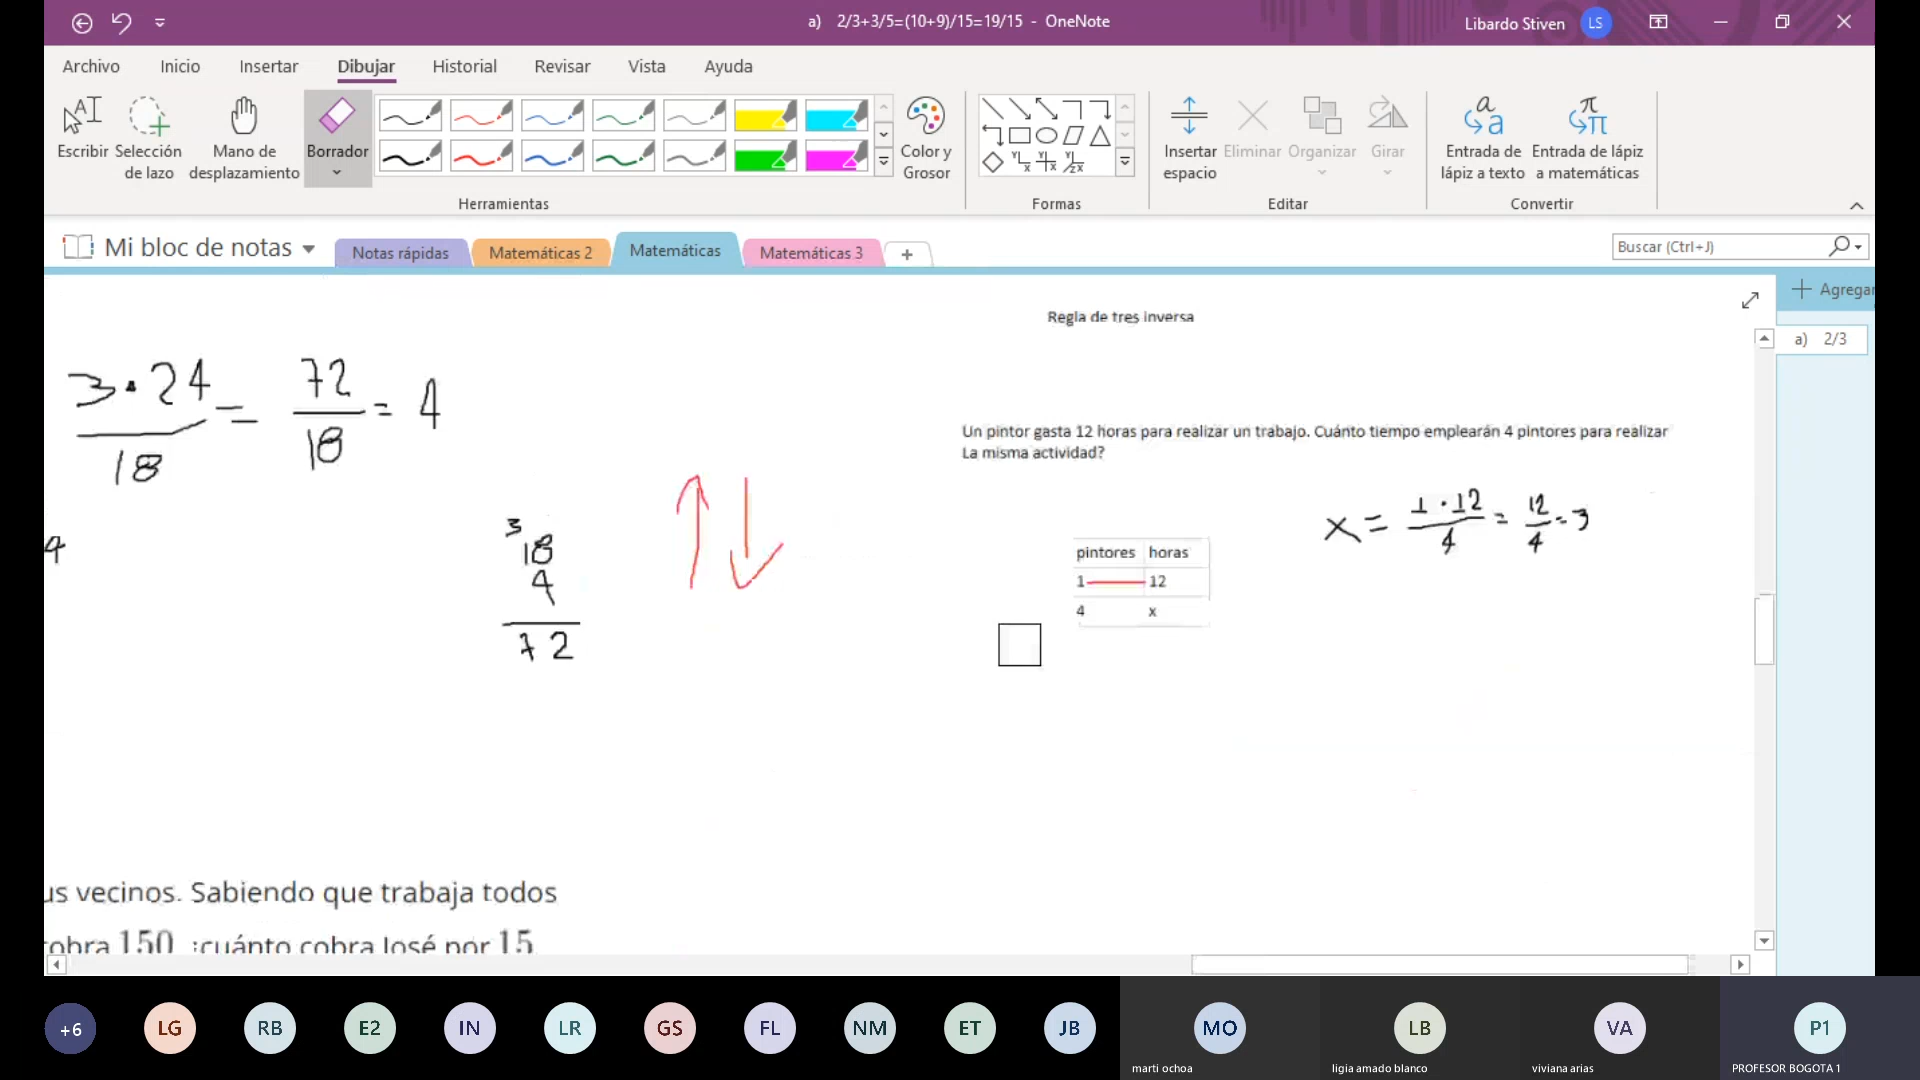 a) 2/3+3/5=(10+9)/15=19/15 - OneNote
Libardo Stiven LS
Archivo Inicio Insertar Dibujar Historial Revisar Vista Ayuda
Escribir
Selección de lazo
Mano de desplazamiento
Borrador
Color y Grosor
Insertar espacio
Eliminar
Organizar
Girar
Entrada de lápiz a texto
Entrada de lápiz a matemáticas
Herramientas
Formas
Editar
Convertir
Mi bloc de notas
Notas rápidas
Matemáticas 2
Matemáticas
Matemáticas 3
Buscar (Ctrl+J)
Agregar
a) 2/3
Regla de tres inversa
3 · 24 / 18 = 72 / 18 = 4
Un pintor gasta 12 horas para realizar un trabajo. Cuánto tiempo emplearán 4 pintores para realizar
La misma actividad?
4
3
18
4
72
x = 1 · 12 / 4 = 12 / 4 = 3
pintores horas
1 12
4 x
us vecinos. Sabiendo que trabaja todos
cobra 150 ¿cuánto cobra José por 15
+6 LG RB E2 IN LR GS FL NM ET JB MO LB VA P1
marti ochoa
ligia amado blanco
viviana arias
PROFESOR BOGOTA 1